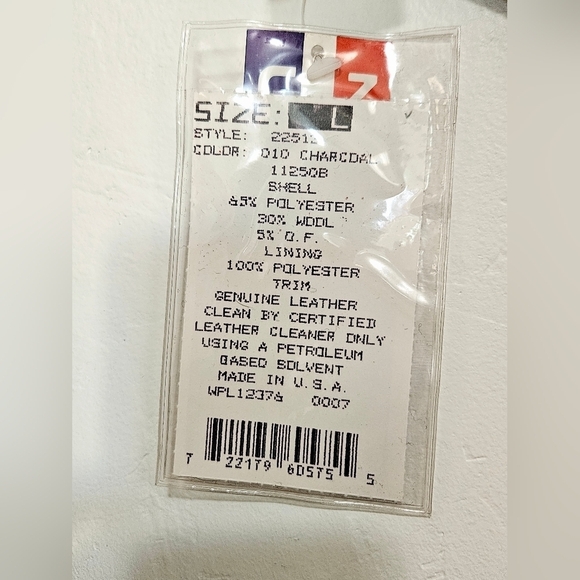 SIZE: L
STYLE: 22512
COLOR: 010 CHARCOAL
11250B
SHELL
65% POLYESTER
30% WOOL
5% O.F.
LINING
100% POLYESTER
TRIM
GENUINE LEATHER
CLEAN BY CERTIFIED
LEATHER CLEANER ONLY
USING A PETROLEUM
BASED SOLVENT
MADE IN U.S.A.
WPL12376 0007
7 22179 60575 5